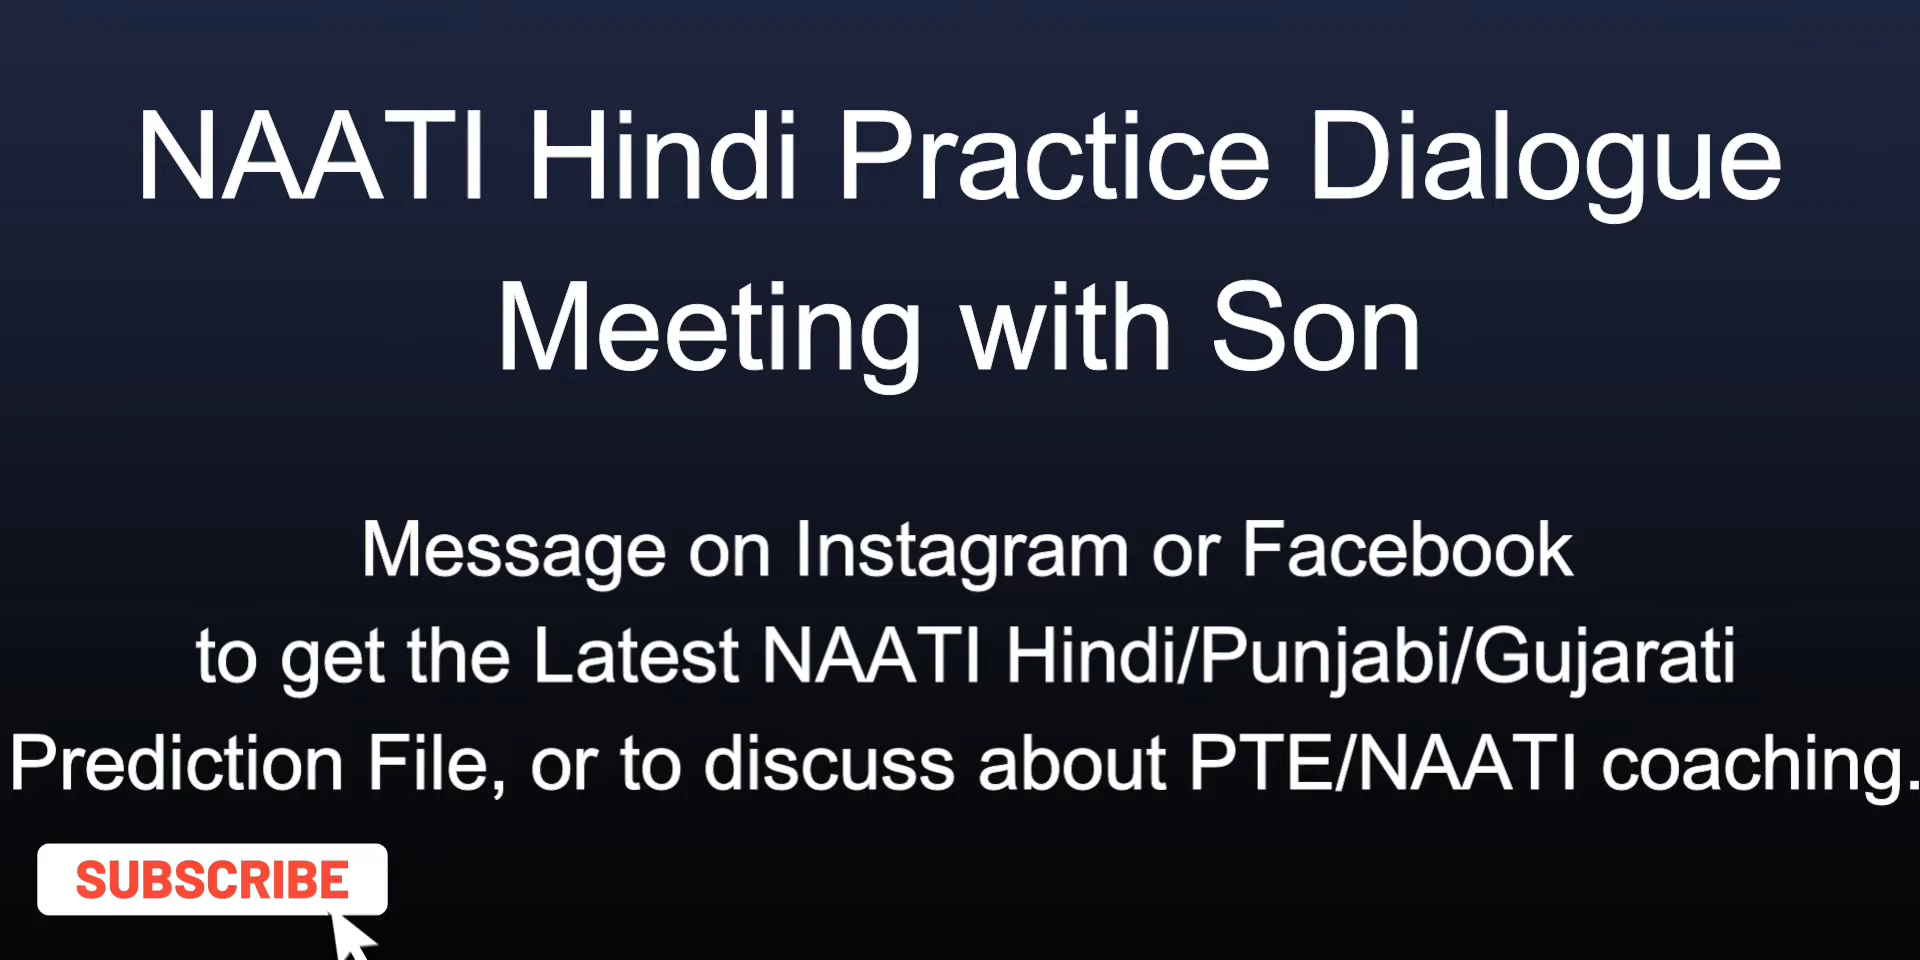 NAATI Hindi Practice Dialogue
Meeting with Son
Message on Instagram or Facebook
to get the Latest NAATI Hindi/Punjabi/Gujarati
Prediction File, or to discuss about PTE/NAATI coaching.
SUBSCRIBE